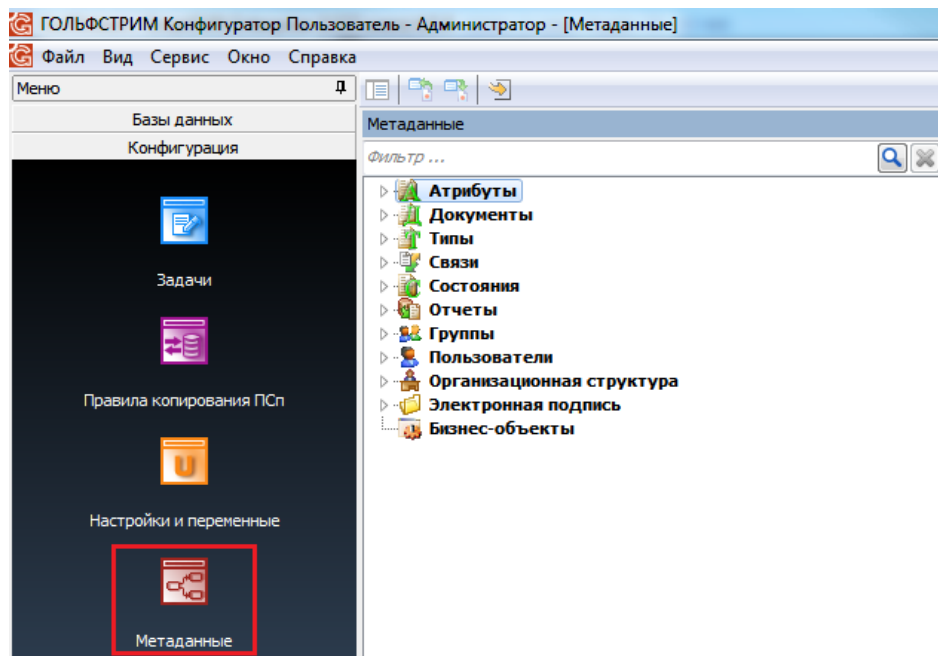 ГОЛЬФСТРИМ Конфигуратор Пользователь - Администратор - [Метаданные]
Файл Вид Сервис Окно Справка
Меню
Базы данных
Конфигурация
Задачи
Правила копирования ПСп
Настройки и переменные
Метаданные
Метаданные
Фильтр ...
Атрибуты
Документы
Типы
Связи
Состояния
Отчеты
Группы
Пользователи
Организационная структура
Электронная подпись
Бизнес-объекты